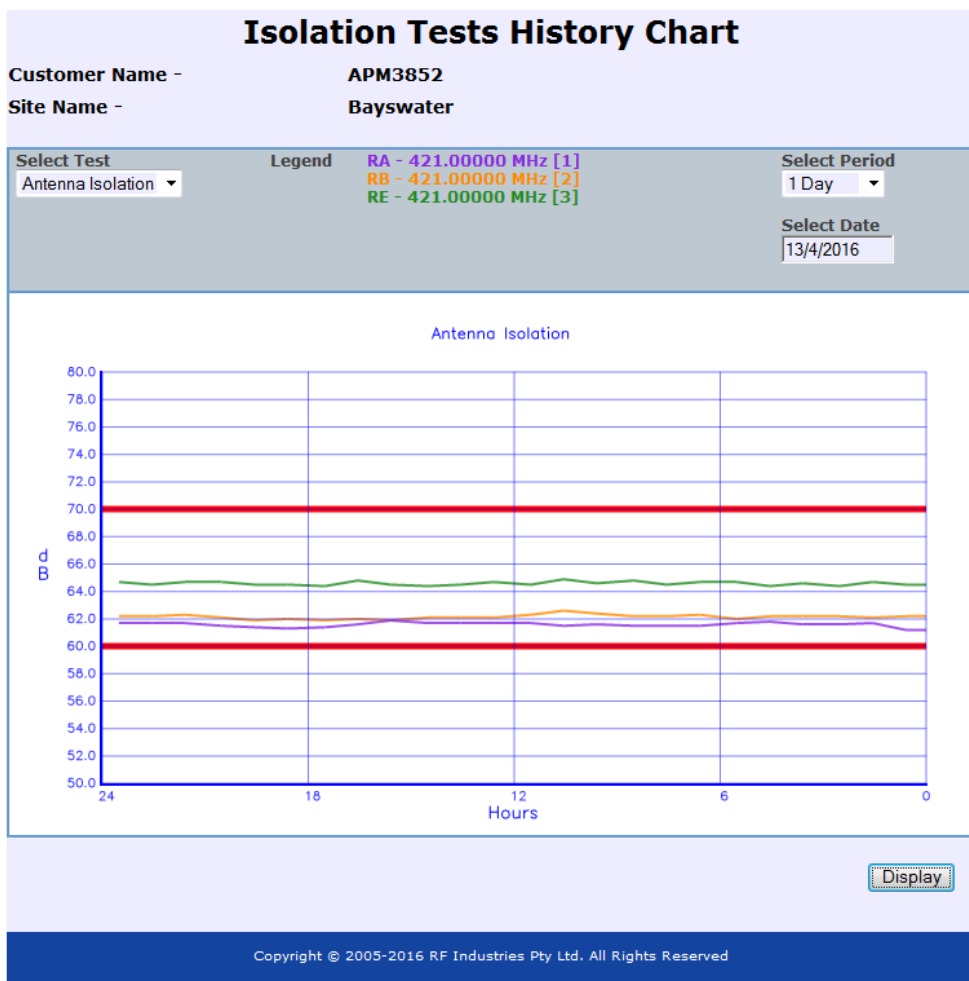 Isolation Tests History Chart
Customer Name - APM3852
Site Name - Bayswater
Select Test Legend RA - 421.00000 MHz [1] Select Period
Antenna Isolation RB - 421.00000 MHz [2] 1 Day
RE - 421.00000 MHz [3]
Select Date
13/4/2016
Antenna Isolation
80.0
78.0
76.0
74.0
72.0
70.0
68.0
66.0
64.0
62.0
60.0
58.0
56.0
54.0
52.0
50.0
dB
24 18 12 6 0
Hours
Display
Copyright © 2005-2016 RF Industries Pty Ltd. All Rights Reserved